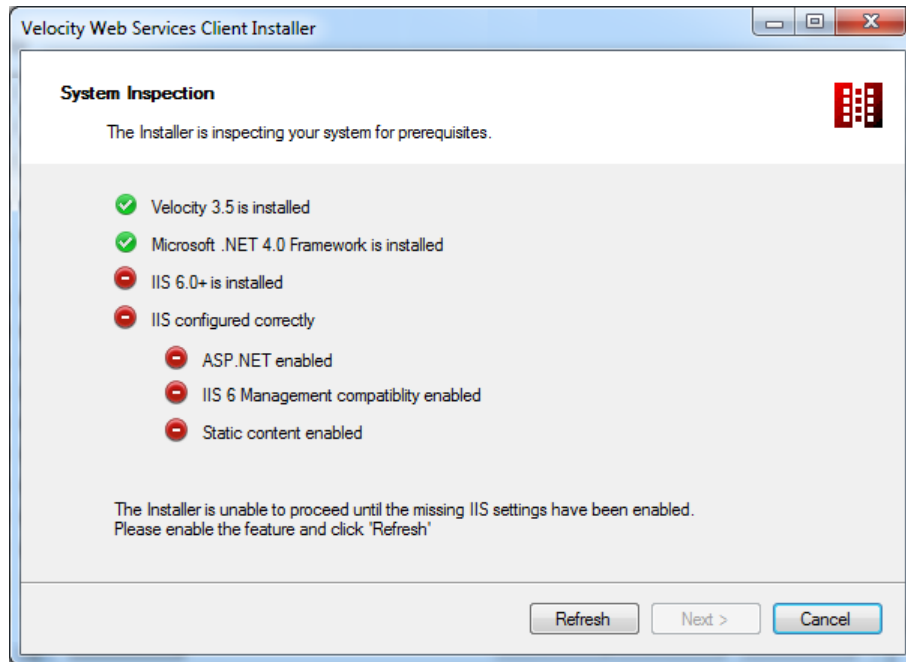 Velocity Web Services Client Installer
System Inspection
The Installer is inspecting your system for prerequisites.
Velocity 3.5 is installed
Microsoft .NET 4.0 Framework is installed
IIS 6.0+ is installed
IIS configured correctly
ASP.NET enabled
IIS 6 Management compatiblity enabled
Static content enabled
The Installer is unable to proceed until the missing IIS settings have been enabled.
Please enable the feature and click 'Refresh'
Refresh
Next >
Cancel